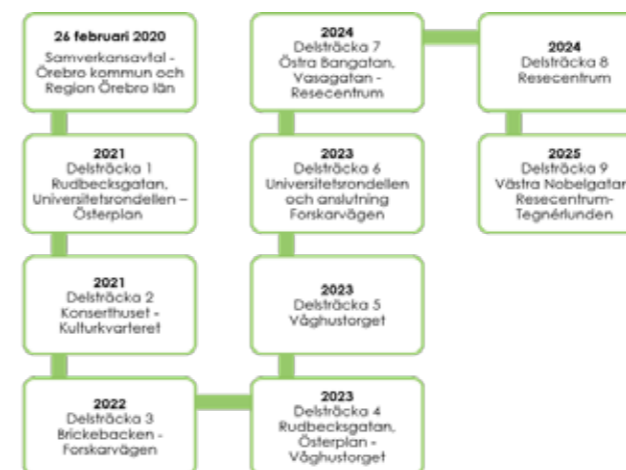 26 februari 2020
Samverkansavtal -
Örebro kommun och
Region Örebro län
2021
Delsträcka 1
Rudbecksgatan,
Universitetsrondellen –
Österplan
2021
Delsträcka 2
Konserthuset -
Kulturkvarteret
2022
Delsträcka 3
Brickebacken -
Forskarvägen
2023
Delsträcka 4
Rudbecksgatan,
Österplan -
Våghustorget
2023
Delsträcka 5
Våghustorget
2023
Delsträcka 6
Universitetsrondellen
och anslutning
Forskarvägen
2024
Delsträcka 7
Östra Bangatan,
Vasagatan -
Resecentrum
2024
Delsträcka 8
Resecentrum
2025
Delsträcka 9
Västra Nobelgatan
Resecentrum-
Tegnérlunden